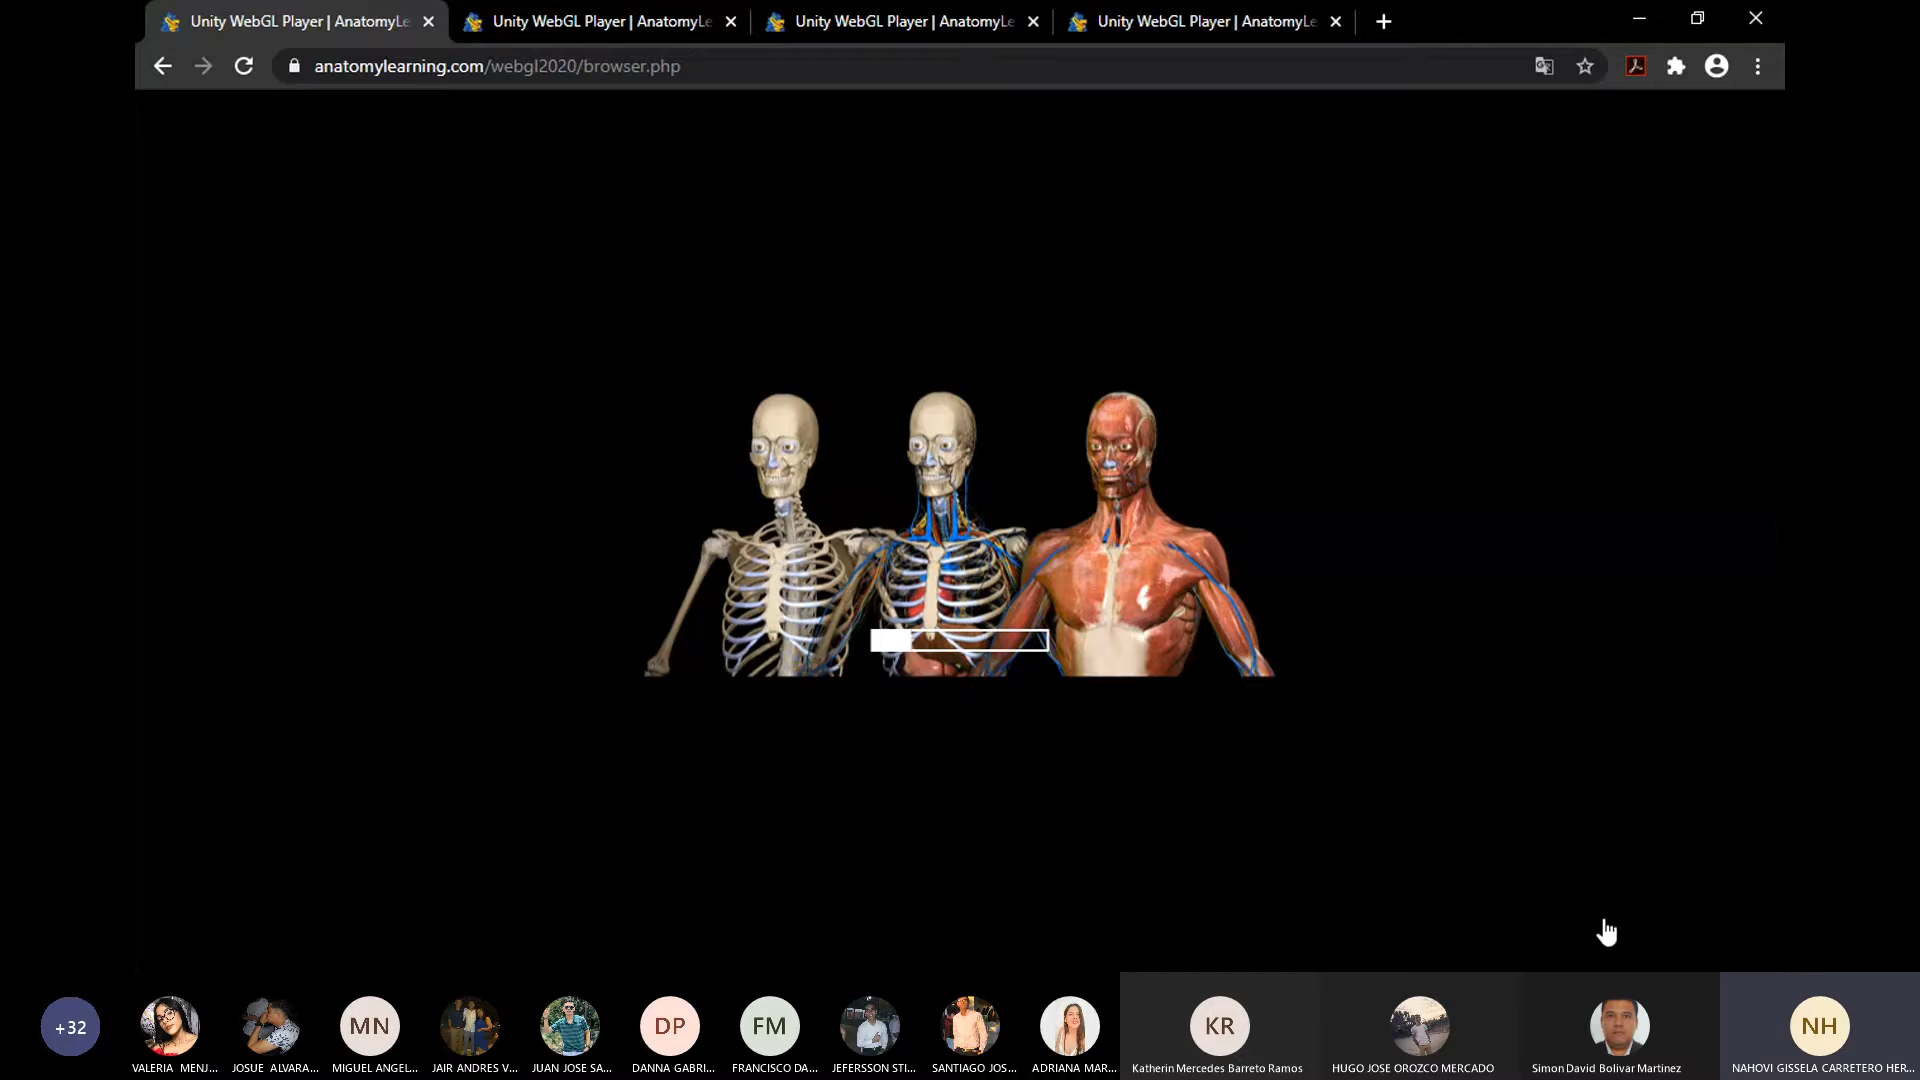 Unity WebGL Player | AnatomyLe
Unity WebGL Player | AnatomyLe
Unity WebGL Player | AnatomyLe
Unity WebGL Player | AnatomyLe
anatomylearning.com/webgl2020/browser.php
+32
MN
DP
FM
KR
NH
VALERIA MENJ...
JOSUE ALVARA...
MIGUEL ANGEL...
JAIR ANDRES V...
JUAN JOSE SA...
DANNA GABRI...
FRANCISCO DA...
JEFERSSON STI...
SANTIAGO JOS...
ADRIANA MAR...
Katherin Mercedes Barreto Ramos
HUGO JOSE OROZCO MERCADO
Simon David Bolivar Martinez
NAHOVI GISSELA CARRETERO HER...